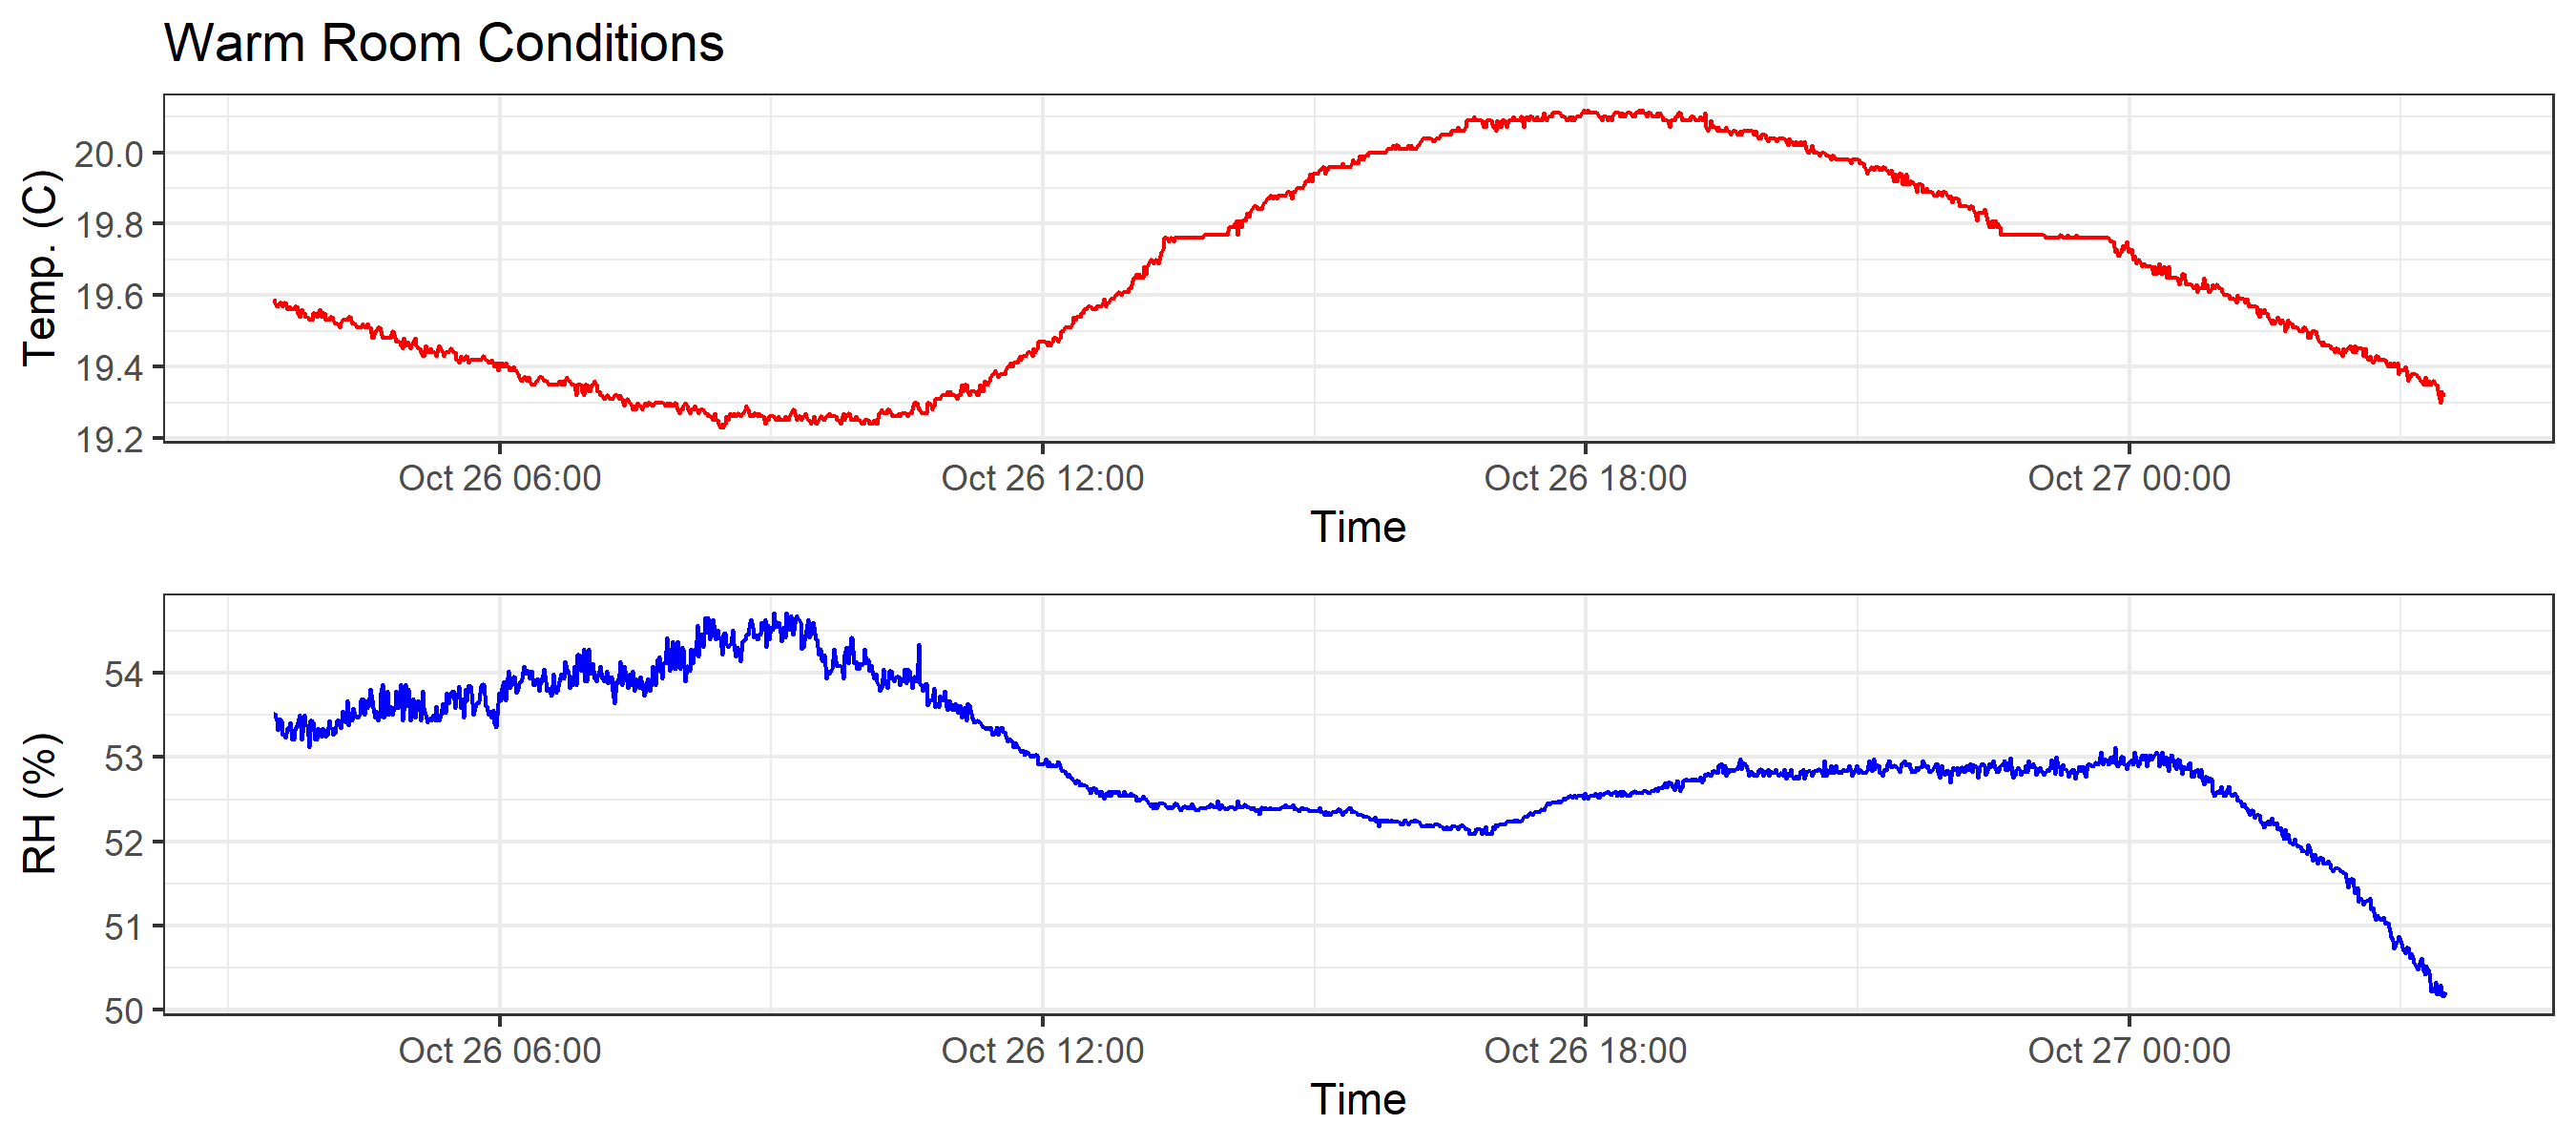 Warm Room Conditions
Temp. (C)
20.0
19.8
19.6
19.4
19.2
Oct 26 06:00 Oct 26 12:00 Oct 26 18:00 Oct 27 00:00
Time
RH (%)
54
53
52
51
50
Oct 26 06:00 Oct 26 12:00 Oct 26 18:00 Oct 27 00:00
Time